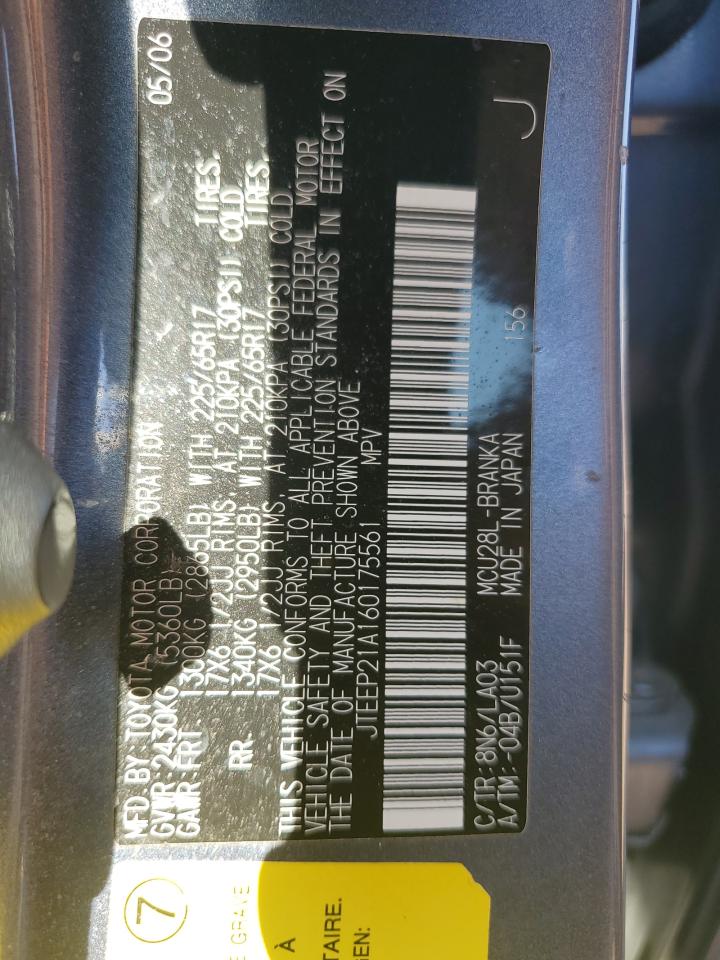 MFD BY TOYOTA MOTOR CORPORATION 05/06
GVWR:2430KG (5360LB)
GAWR:FRT. 1300KG (2865LB) WITH 225/65R17 TIRES,
17X6 1/2JJ RIMS, AT 210KPA (30PSI) COLD
RR. 1340KG (2950LB) WITH 225/65R17 TIRES,
17X6 1/2JJ RIMS, AT 210KPA (30PSI) COLD.
THIS VEHICLE CONFORMS TO ALL APPLICABLE FEDERAL MOTOR
VEHICLE SAFETY AND THEFT PREVENTION STANDARDS IN EFFECT ON
THE DATE OF MANUFACTURE SHOWN ABOVE.
JTEEP21A160175561 MPV
C/TR:8N6/LA03 MCU28L-BRANKA 156 J
A/TM:-04B/U151F MADE IN JAPAN
7
E GRAVE
À
TAIRE.
GEN: